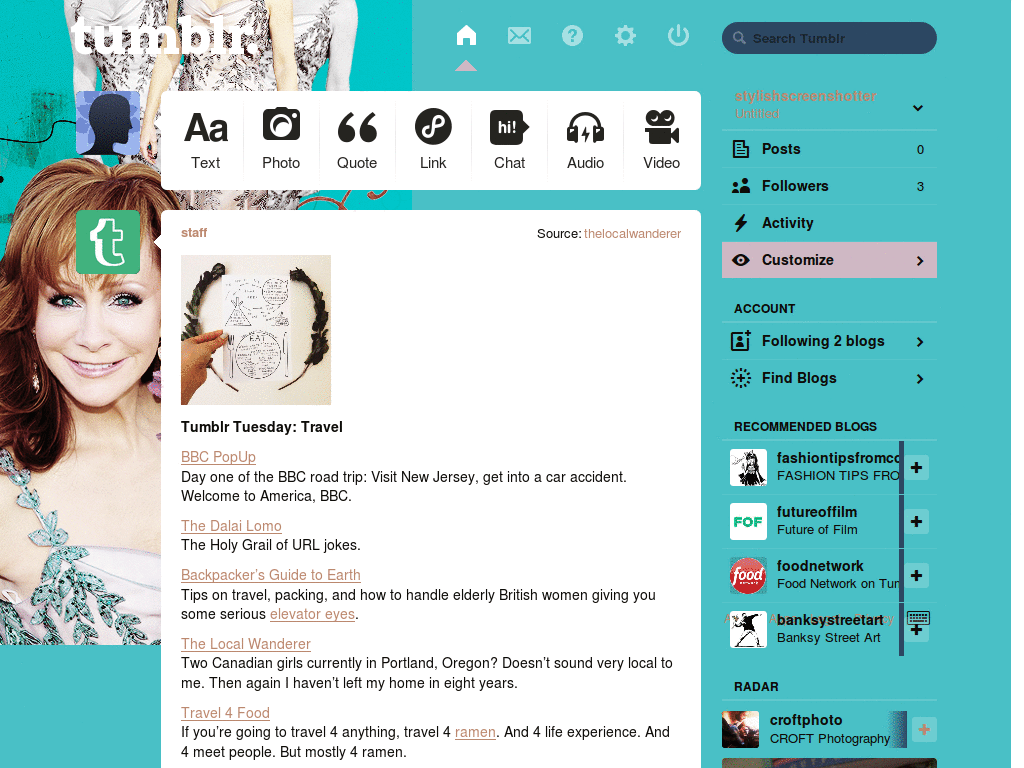 tumblr.
Search Tumblr
Aa
hi!
Text
Photo
Quote
Link
Chat
Audio
Video
stylishscreenshotter
Untitled
Posts 0
Followers 3
Activity
Customize
ACCOUNT
Following 2 blogs
Find Blogs
RECOMMENDED BLOGS
fashiontipsfromco
FASHION TIPS FRO
FOF
futureoffilm
Future of Film
food
foodnetwork
Food Network on Tum
banksystreetart
Banksy Street Art
RADAR
croftphoto
CROFT Photography
t
staff
Source: thelocalwanderer
EAT
Tumblr Tuesday: Travel
BBC PopUp
Day one of the BBC road trip: Visit New Jersey, get into a car accident.
Welcome to America, BBC.
The Dalai Lomo
The Holy Grail of URL jokes.
Backpacker's Guide to Earth
Tips on travel, packing, and how to handle elderly British women giving you
some serious elevator eyes.
The Local Wanderer
Two Canadian girls currently in Portland, Oregon? Doesn't sound very local to
me. Then again I haven't left my home in eight years.
Travel 4 Food
If you're going to travel 4 anything, travel 4 ramen. And 4 life experience. And
4 meet people. But mostly 4 ramen.